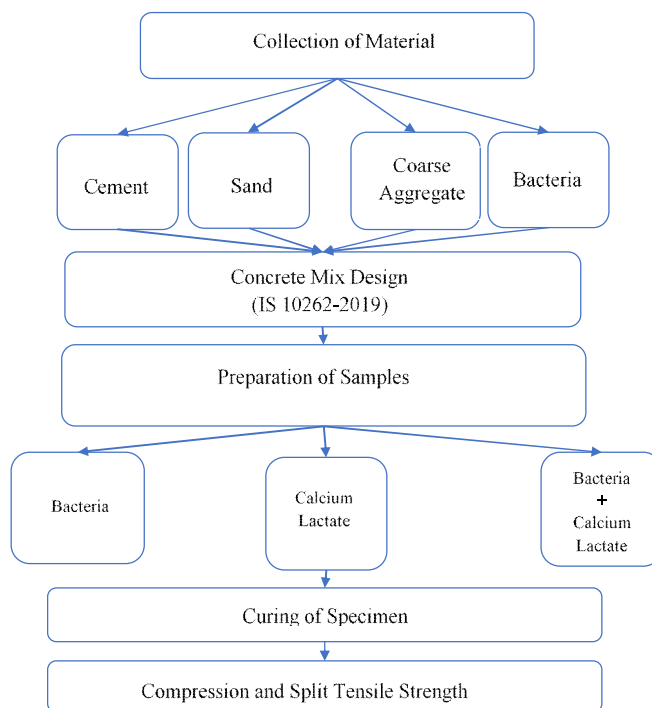 Collection of Material
Cement
Sand
Coarse
Aggregate
Bacteria
Concrete Mix Design
(IS 10262-2019)
Preparation of Samples
Bacteria
Calcium
Lactate
Bacteria
+
Calcium
Lactate
Curing of Specimen
Compression and Split Tensile Strength